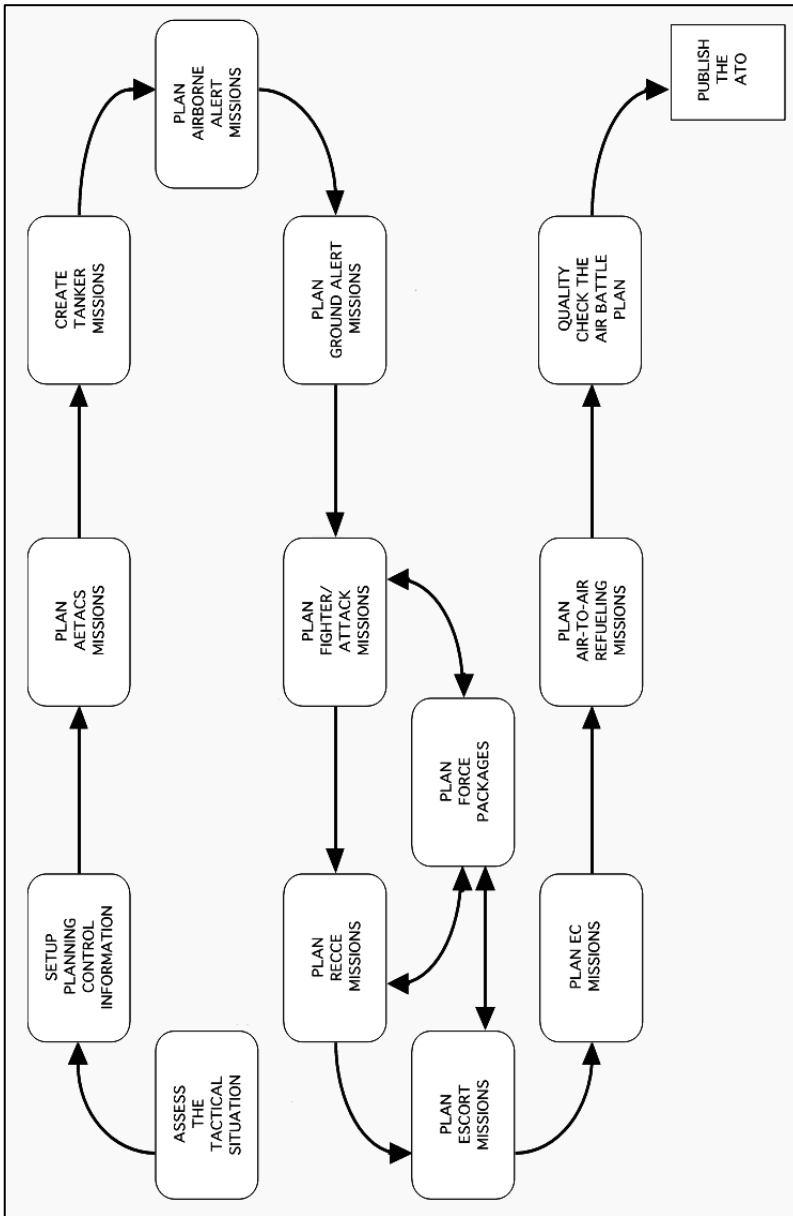 ASSESS
THE
TACTICAL
SITUATION
SETUP
PLANNING
CONTROL
INFORMATION
PLAN
AETACS
MISSIONS
CREATE
TANKER
MISSIONS
PLAN
AIRBORNE
ALERT
MISSIONS
PLAN
GROUND ALERT
MISSIONS
PLAN
FIGHTER/
ATTACK
MISSIONS
PLAN
RECCE
MISSIONS
PLAN
FORCE
PACKAGES
PLAN
ESCORT
MISSIONS
PLAN EC
MISSIONS
PLAN
AIR-TO-AIR
REFUELING
MISSIONS
QUALITY
CHECK THE
AIR BATTLE
PLAN
PUBLISH
THE
ATO